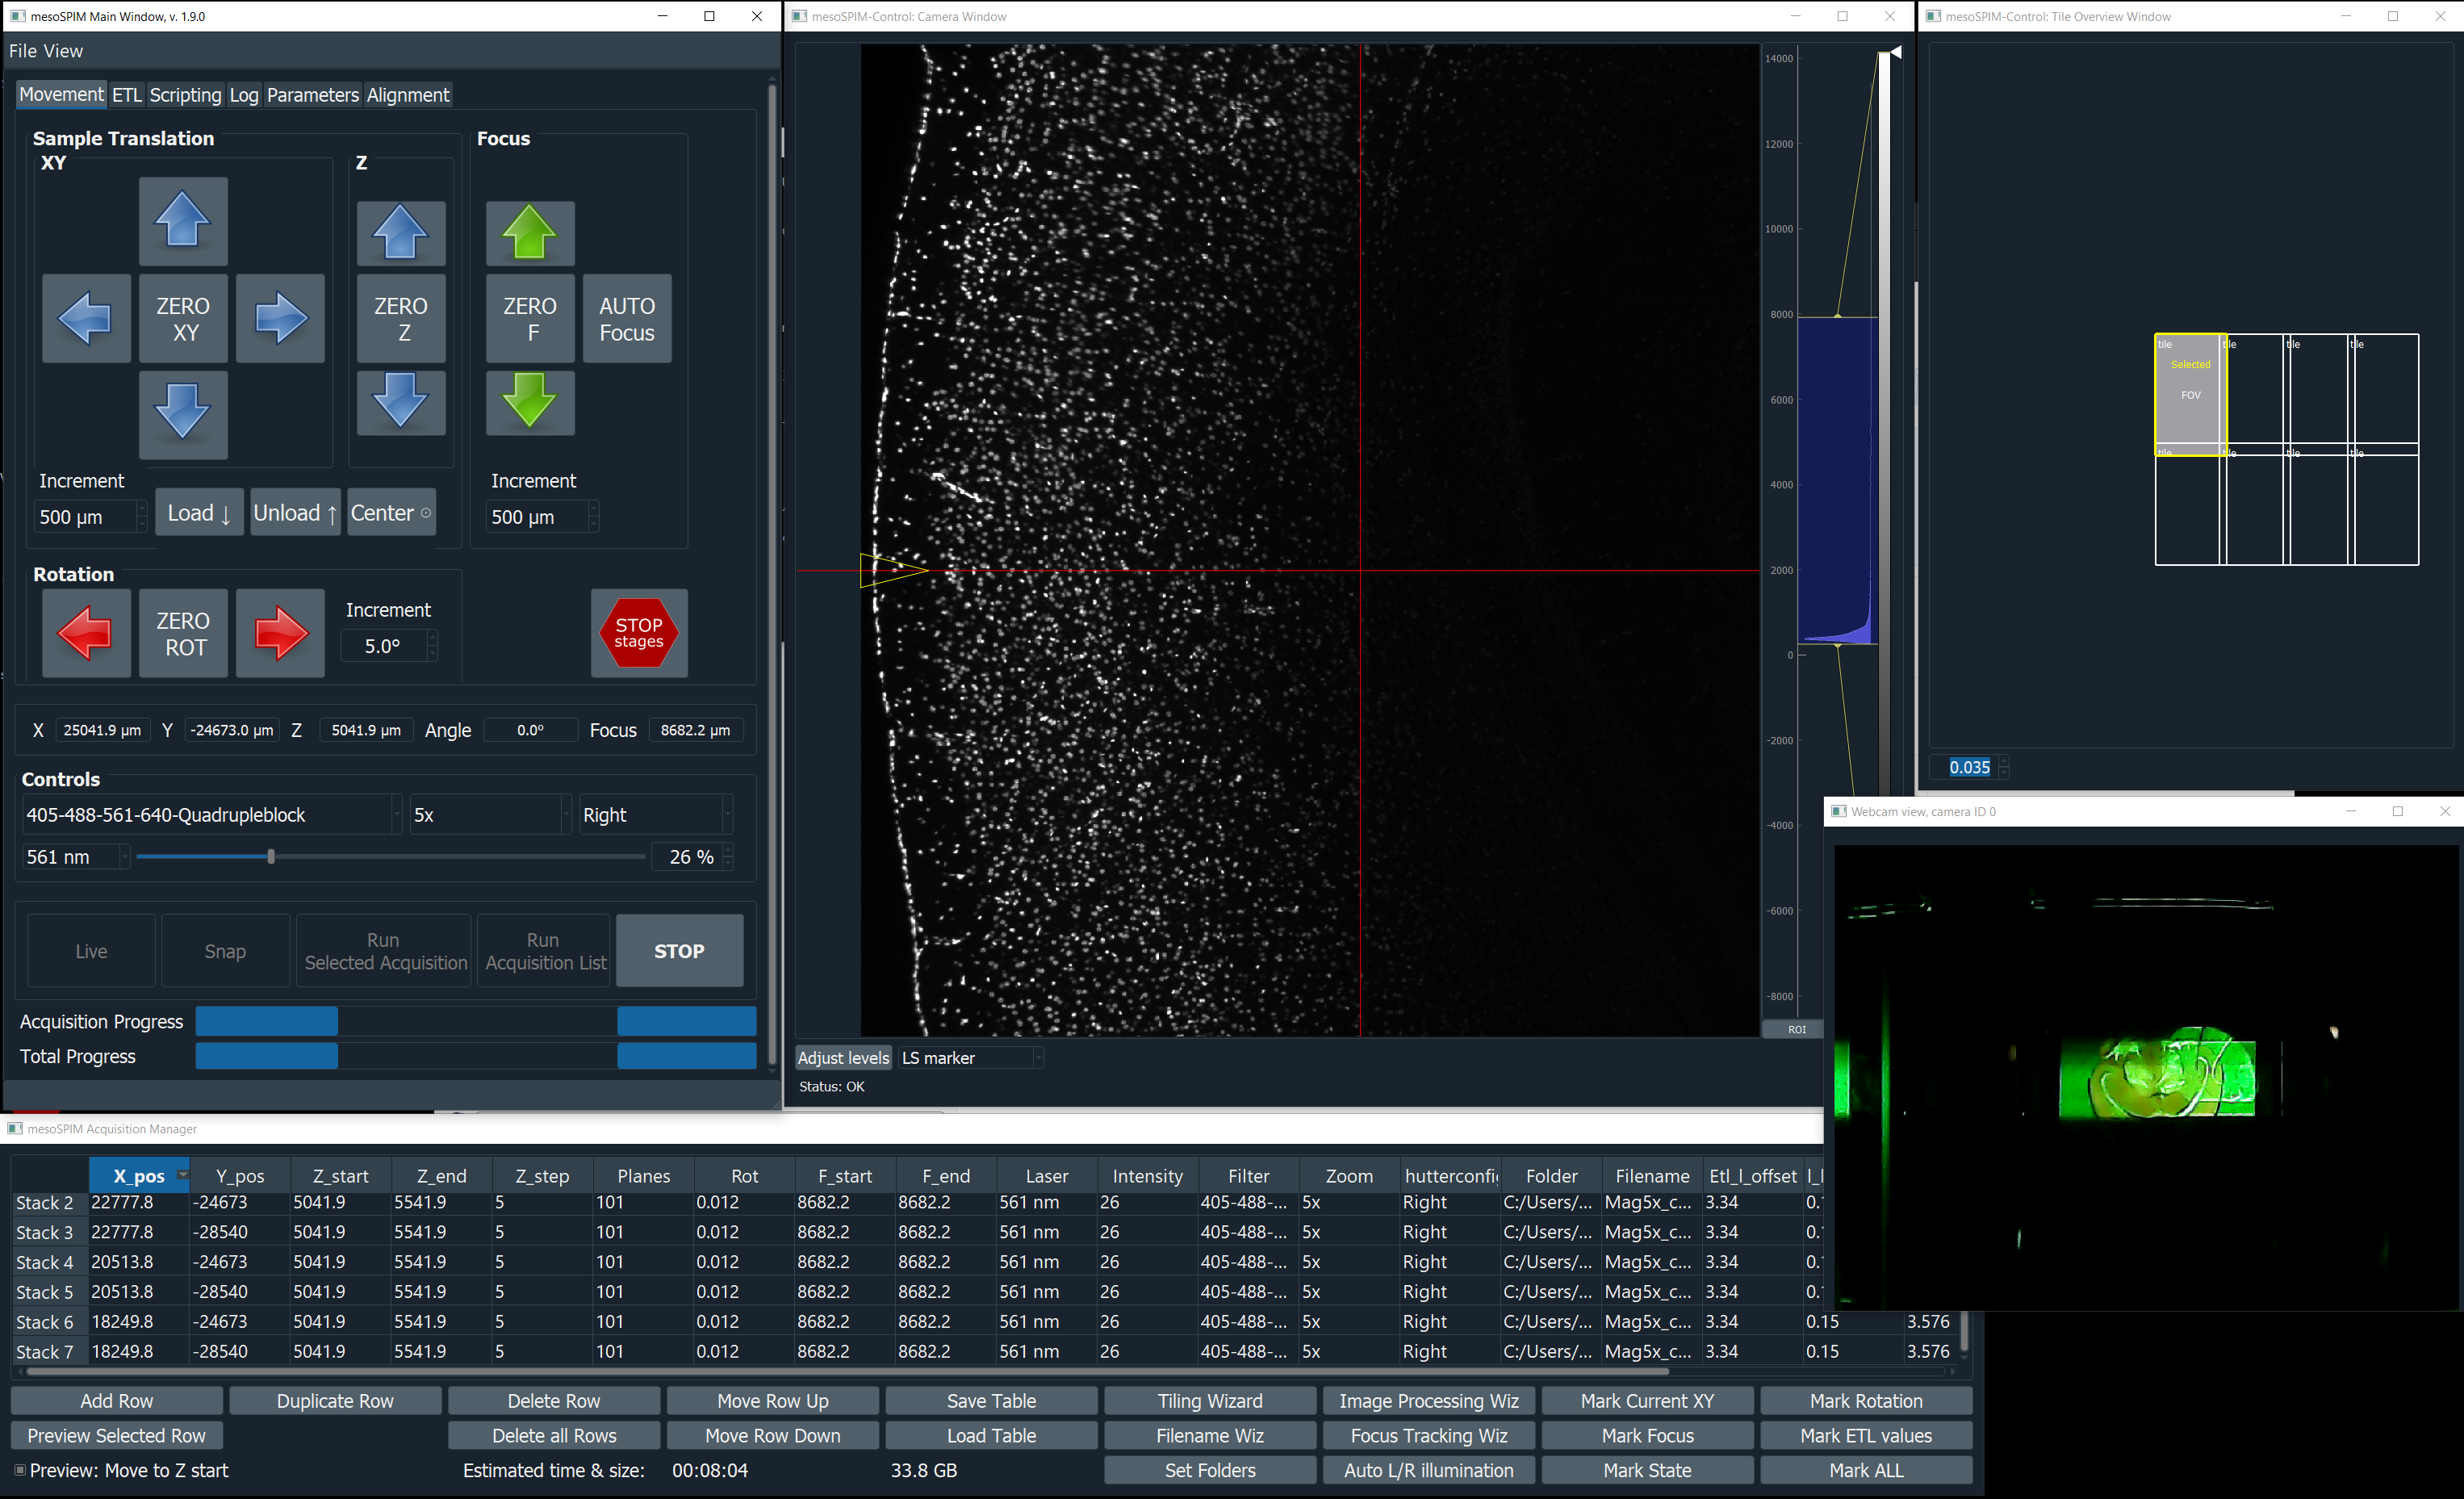 mesoSPIM Main Window, v. 1.9.0
File View
Movement ETL Scripting Log Parameters Alignment
Sample Translation
XY
Z
Focus
ZERO XY
ZERO Z
ZERO F
AUTO Focus
Increment
500 µm
Load ↓
Unload ↑
Center ⊙
Increment
500 µm
Rotation
ZERO ROT
Increment
5.0º
STOP stages
X 25041.9 µm Y -24673.0 µm Z 5041.9 µm Angle 0.0º Focus 8682.2 µm
Controls
405-488-561-640-Quadrupleblock 5x Right
561 nm 26 %
Live
Snap
Run Selected Acquisition
Run Acquisition List
STOP
Acquisition Progress
Total Progress
mesoSPIM-Control: Camera Window
14000
12000
10000
8000
6000
4000
2000
0
-2000
-4000
-6000
-8000
ROI
Adjust levels LS marker
Status: OK
mesoSPIM-Control: Tile Overview Window
tile tile tile tile
Selected
FOV
tile tile tile tile
0.035
Webcam view, camera ID 0
mesoSPIM Acquisition Manager
X_pos Y_pos Z_start Z_end Z_step Planes Rot F_start F_end Laser Intensity Filter Zoom hutterconfi Folder Filename Etl_l_offset
Stack 2 22777.8 -24673 5041.9 5541.9 5 101 0.012 8682.2 8682.2 561 nm 26 405-488-... 5x Right C:/Users/... Mag5x_c... 3.34
Stack 3 22777.8 -28540 5041.9 5541.9 5 101 0.012 8682.2 8682.2 561 nm 26 405-488-... 5x Right C:/Users/... Mag5x_c... 3.34
Stack 4 20513.8 -24673 5041.9 5541.9 5 101 0.012 8682.2 8682.2 561 nm 26 405-488-... 5x Right C:/Users/... Mag5x_c... 3.34
Stack 5 20513.8 -28540 5041.9 5541.9 5 101 0.012 8682.2 8682.2 561 nm 26 405-488-... 5x Right C:/Users/... Mag5x_c... 3.34
Stack 6 18249.8 -24673 5041.9 5541.9 5 101 0.012 8682.2 8682.2 561 nm 26 405-488-... 5x Right C:/Users/... Mag5x_c... 3.34 0.15 3.576
Stack 7 18249.8 -28540 5041.9 5541.9 5 101 0.012 8682.2 8682.2 561 nm 26 405-488-... 5x Right C:/Users/... Mag5x_c... 3.34 0.15 3.576
Add Row Duplicate Row Delete Row Move Row Up Save Table Tiling Wizard Image Processing Wiz Mark Current XY Mark Rotation
Preview Selected Row Delete all Rows Move Row Down Load Table Filename Wiz Focus Tracking Wiz Mark Focus Mark ETL values
Preview: Move to Z start Estimated time & size: 00:08:04 33.8 GB Set Folders Auto L/R illumination Mark State Mark ALL